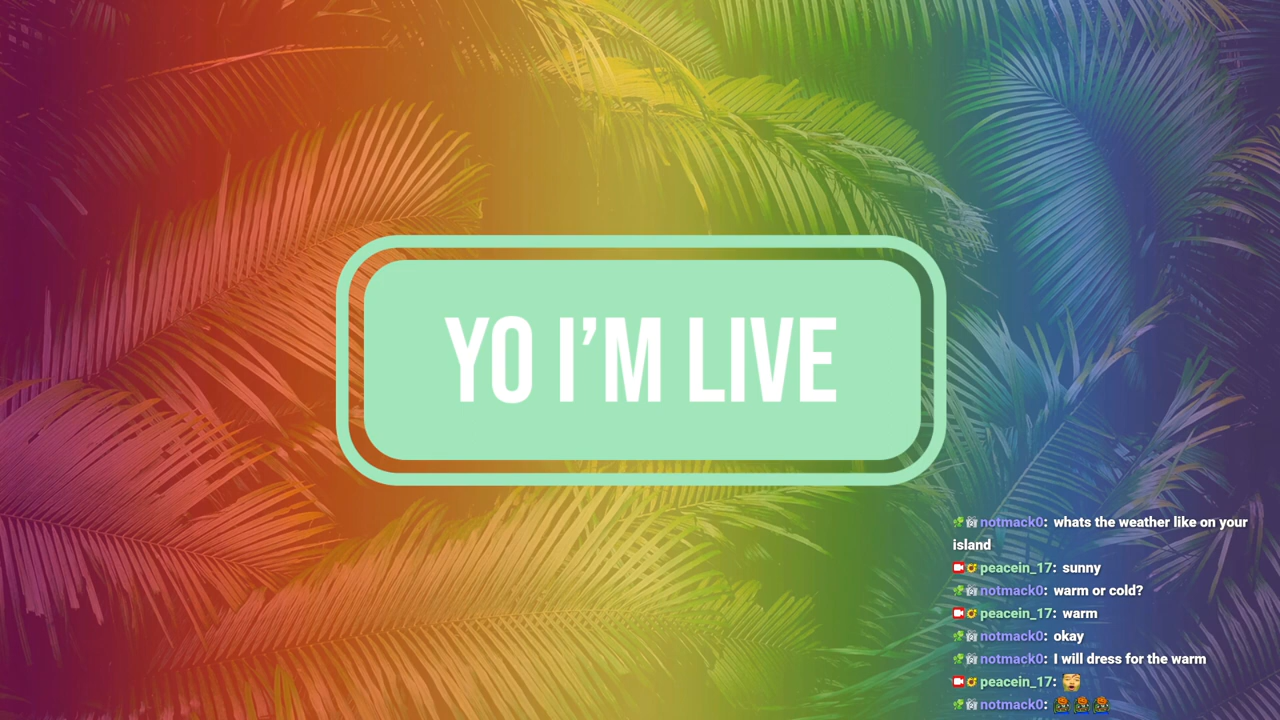 YO I’M LIVE
notmack0: whats the weather like on your
island
peacein_17: sunny
notmack0: warm or cold?
peacein_17: warm
notmack0: okay
notmack0: I will dress for the warm
peacein_17:
notmack0: